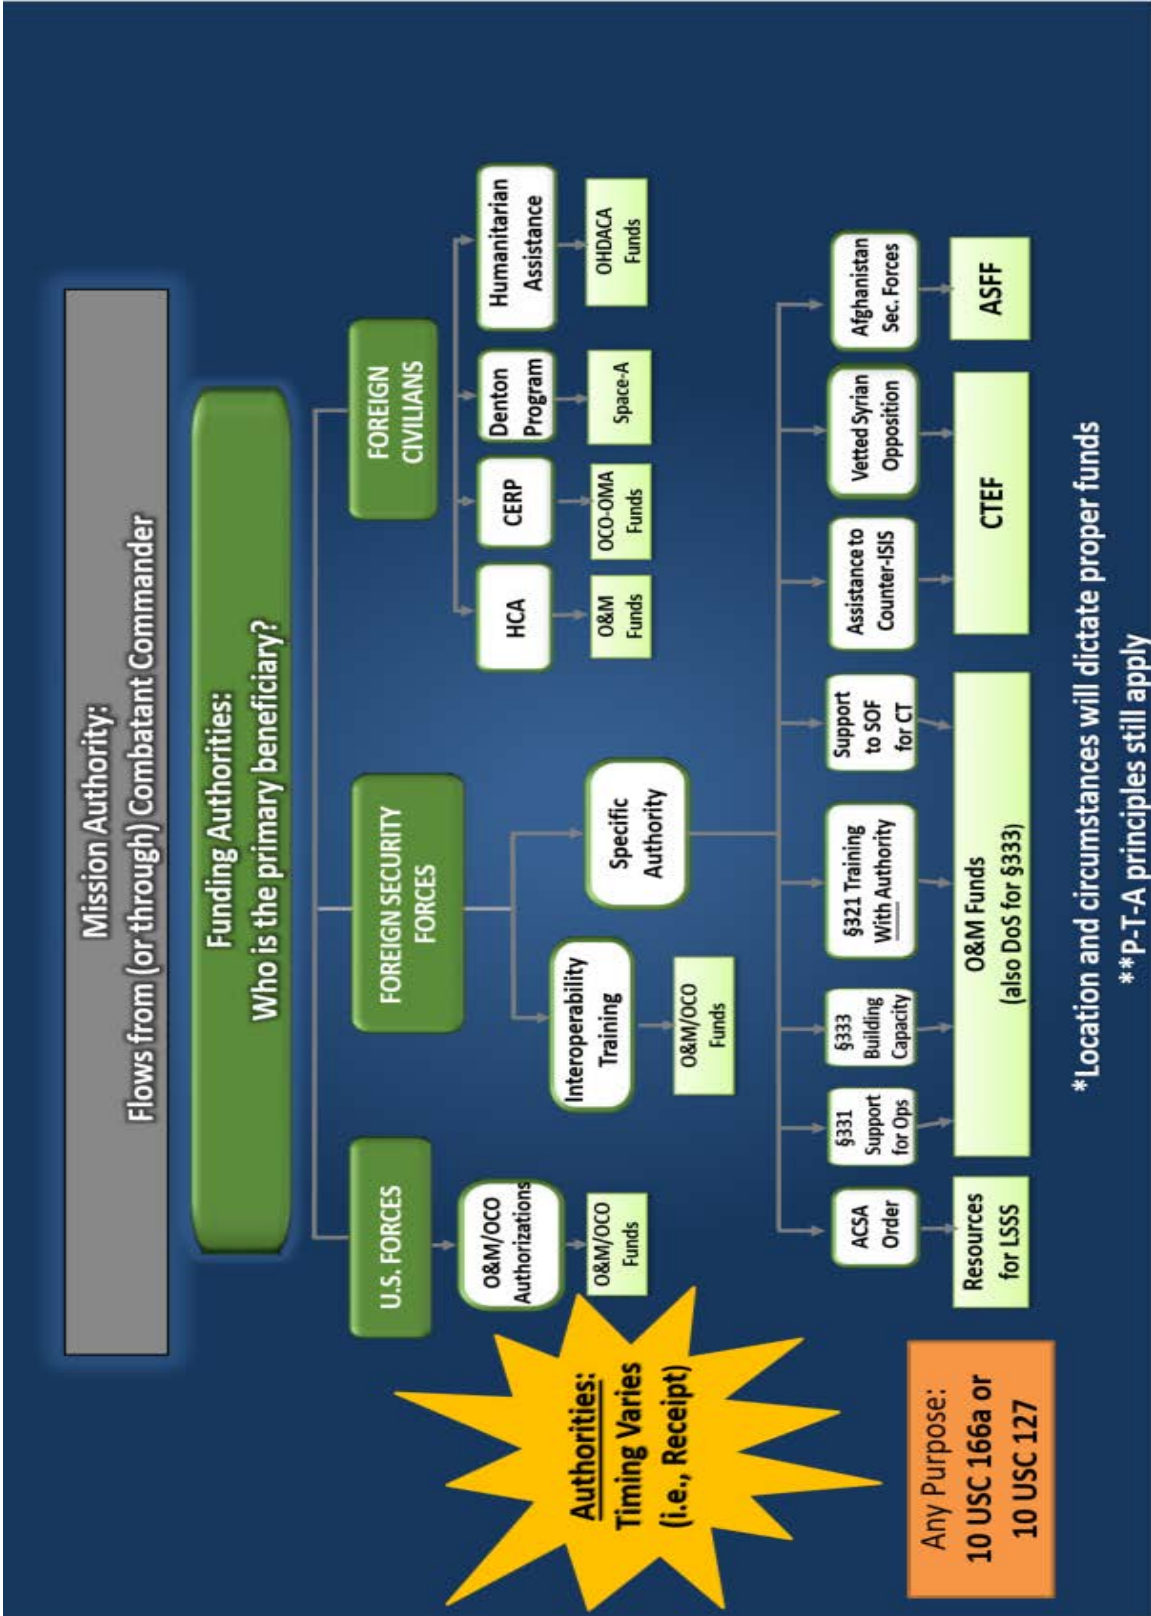 Mission Authority:
Flows from (or through) Combatant Commander
Funding Authorities:
Who is the primary beneficiary?
U.S. FORCES
FOREIGN SECURITY
FORCES
FOREIGN
CIVILIANS
O&M/OCO
Authorizations
O&M/OCO
Funds
Interoperability
Training
O&M/OCO
Funds
Specific
Authority
HCA
CERP
Denton
Program
Humanitarian
Assistance
O&M
Funds
OCO-OMA
Funds
Space-A
OHDACA
Funds
Authorities:
Timing Varies
(i.e., Receipt)
ACSA
Order
§331
Support
for Ops
§333
Building
Capacity
§321 Training
With Authority
Support
to SOF
for CT
Assistance to
Counter-ISIS
Vetted Syrian
Opposition
Afghanistan
Sec. Forces
Resources
for LSSS
O&M Funds
(also DoS for §333)
CTEF
ASFF
Any Purpose:
10 USC 166a or
10 USC 127
*Location and circumstances will dictate proper funds
**P-T-A principles still apply